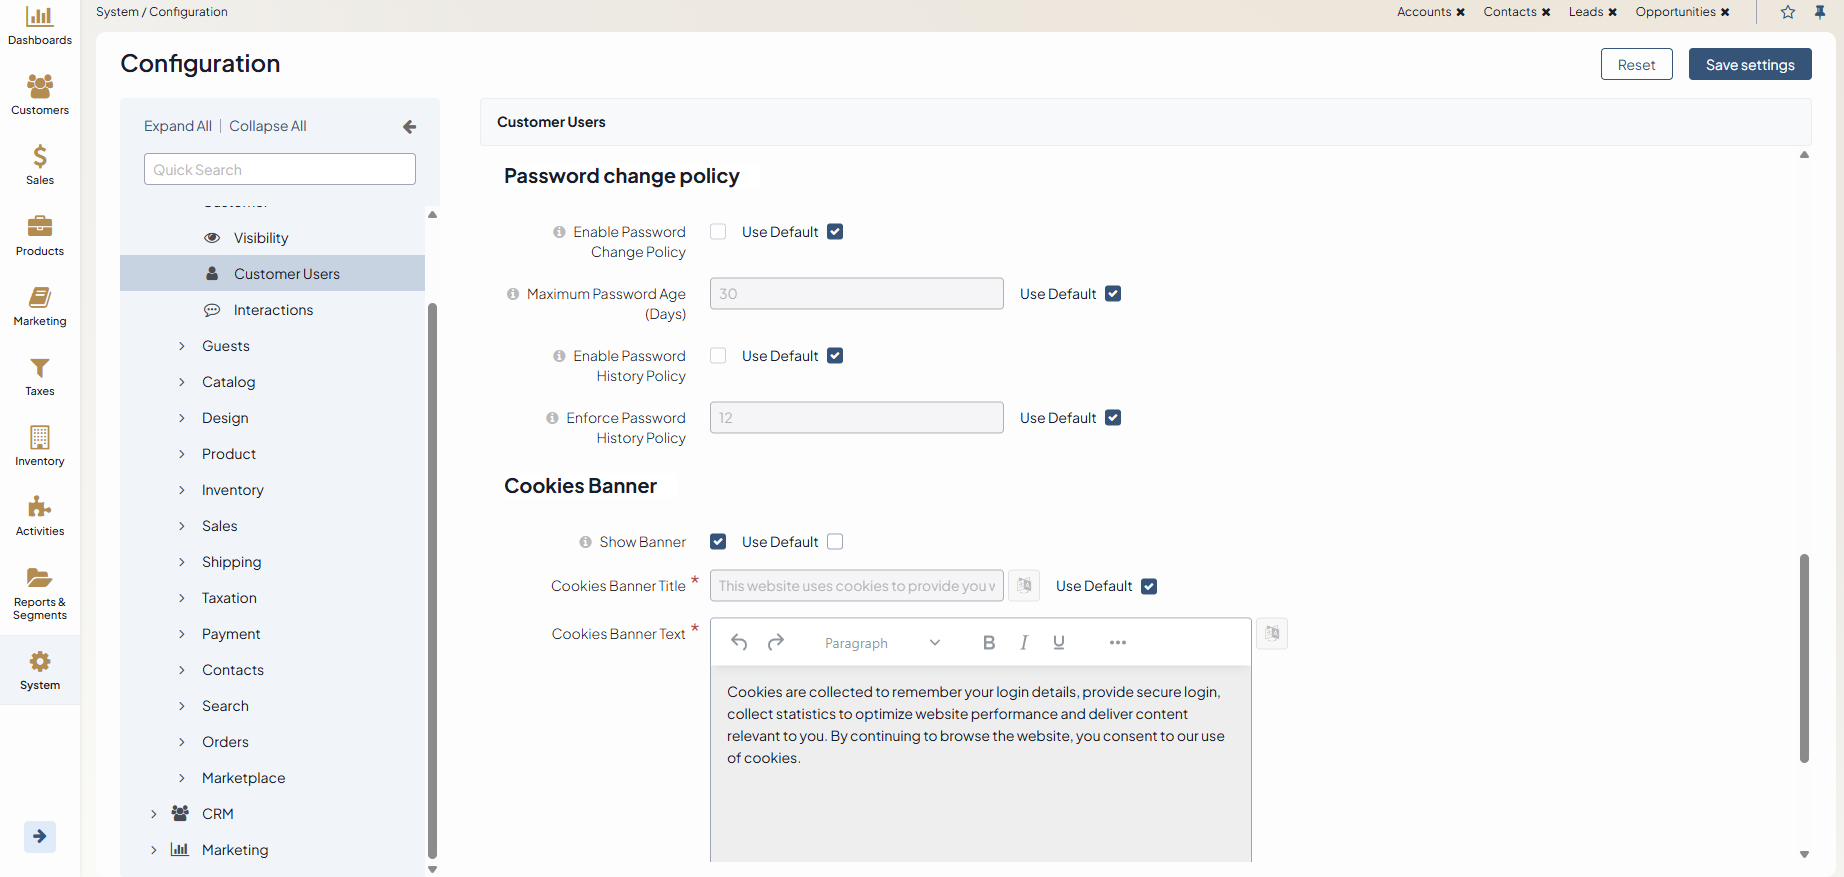 System / Configuration
Accounts ✖ Contacts ✖ Leads ✖ Opportunities ✖
Dashboards
Customers
Sales
Products
Marketing
Taxes
Inventory
Activities
Reports &
Segments
System
Configuration
Reset
Save settings
Expand All | Collapse All
Quick Search
Customer
Visibility
Customer Users
Interactions
Guests
Catalog
Design
Product
Inventory
Sales
Shipping
Taxation
Payment
Contacts
Search
Orders
Marketplace
CRM
Marketing
Customer Users
Password change policy
Enable Password
Change Policy
Use Default
Maximum Password Age
(Days)
30
Use Default
Enable Password
History Policy
Use Default
Enforce Password
History Policy
12
Use Default
Cookies Banner
Show Banner
Use Default
Cookies Banner Title *
This website uses cookies to provide you v
Use Default
Cookies Banner Text *
Paragraph
B I U ...
Cookies are collected to remember your login details, provide secure login,
collect statistics to optimize website performance and deliver content
relevant to you. By continuing to browse the website, you consent to our use
of cookies.